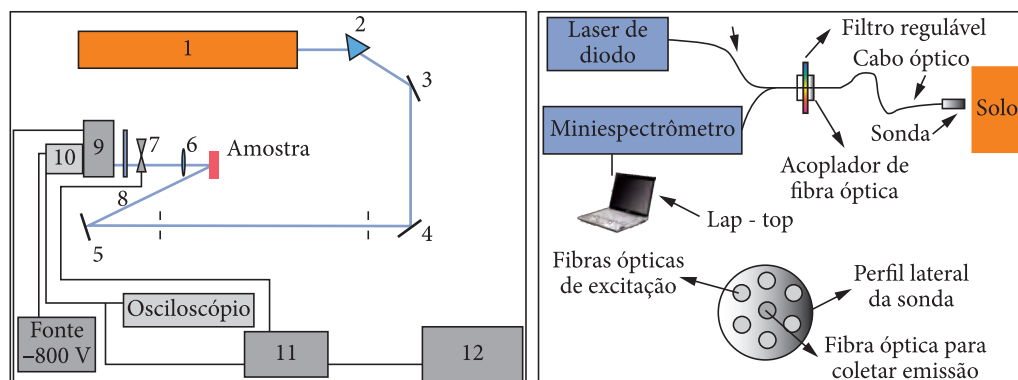 1
2
3
4
5
6
7
8
9
10
Amostra
Osciloscópio
Fonte
–800 V
11
12
Laser de
diodo
Filtro regulável
Cabo óptico
Solo
Sonda
Miniespectrômetro
Acoplador de
fibra óptica
Lap - top
Fibras ópticas
de excitação
Perfil lateral
da sonda
Fibra óptica para
coletar emissão